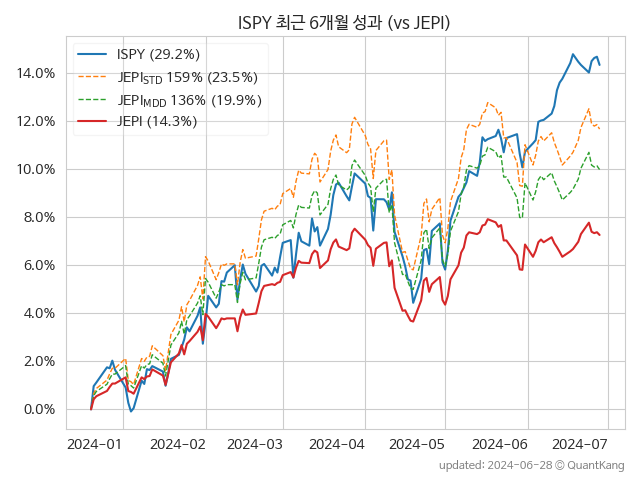 ISPY 최근 6개월 성과 (vs JEPI)
ISPY (29.2%)
JEPI_STD 159% (23.5%)
JEPI_MDD 136% (19.9%)
JEPI (14.3%)
14.0%
12.0%
10.0%
8.0%
6.0%
4.0%
2.0%
0.0%
2024-01 2024-02 2024-03 2024-04 2024-05 2024-06 2024-07
updated: 2024-06-28 © QuantKang